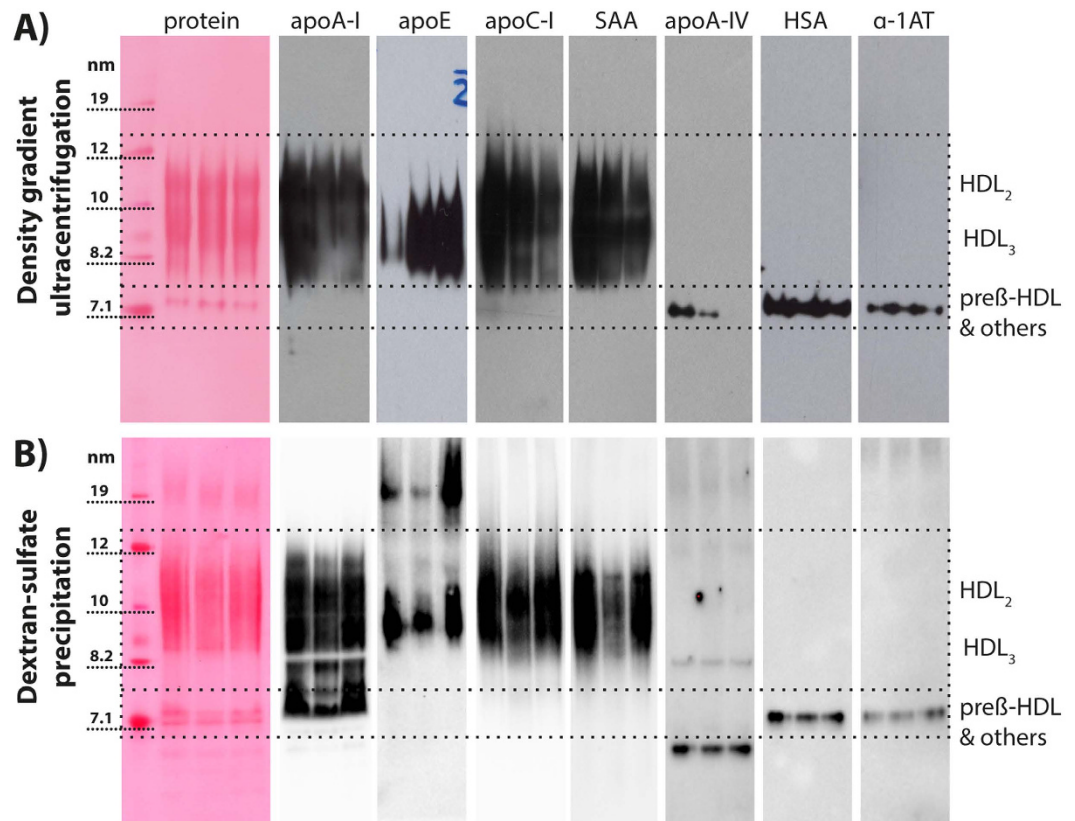 A)
protein apoA-I apoE apoC-I SAA apoA-IV HSA α-1AT
Density gradient
ultracentrifugation
nm
19
12
10
8.2
7.1
2
HDL2
HDL3
preß-HDL
& others
B)
Dextran-sulfate
precipitation
nm
19
12
10
8.2
7.1
HDL2
HDL3
preß-HDL
& others